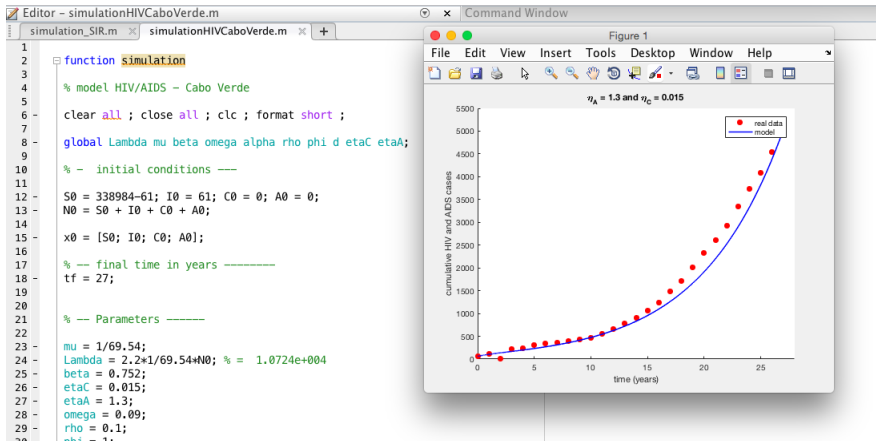 Editor - simulationHIVCaboVerde.m
Command Window
simulation_SIR.m
simulationHIVCaboVerde.m
1
2 function simulation
3
4 % model HIV/AIDS - Cabo Verde
5
6 - clear all ; close all ; clc ; format short ;
7
8 - global Lambda mu beta omega alpha rho phi d etaC etaA;
9
10 % - initial conditions ---
11
12 - S0 = 338984-61; I0 = 61; C0 = 0; A0 = 0;
13 - N0 = S0 + I0 + C0 + A0;
14
15 - x0 = [S0; I0; C0; A0];
16
17 % -- final time in years --------
18 - tf = 27;
19
20
21 % -- Parameters ------
22
23 - mu = 1/69.54;
24 - Lambda = 2.2*1/69.54*N0; % = 1.0724e+004
25 - beta = 0.752;
26 - etaC = 0.015;
27 - etaA = 1.3;
28 - omega = 0.09;
29 - rho = 0.1;
30 - phi = 1;
Figure 1
File Edit View Insert Tools Desktop Window Help
η_A = 1.3 and η_C = 0.015
real data
model
5500
5000
4500
4000
3500
3000
2500
2000
1500
1000
500
0
cumulative HIV and AIDS cases
0 5 10 15 20 25
time (years)